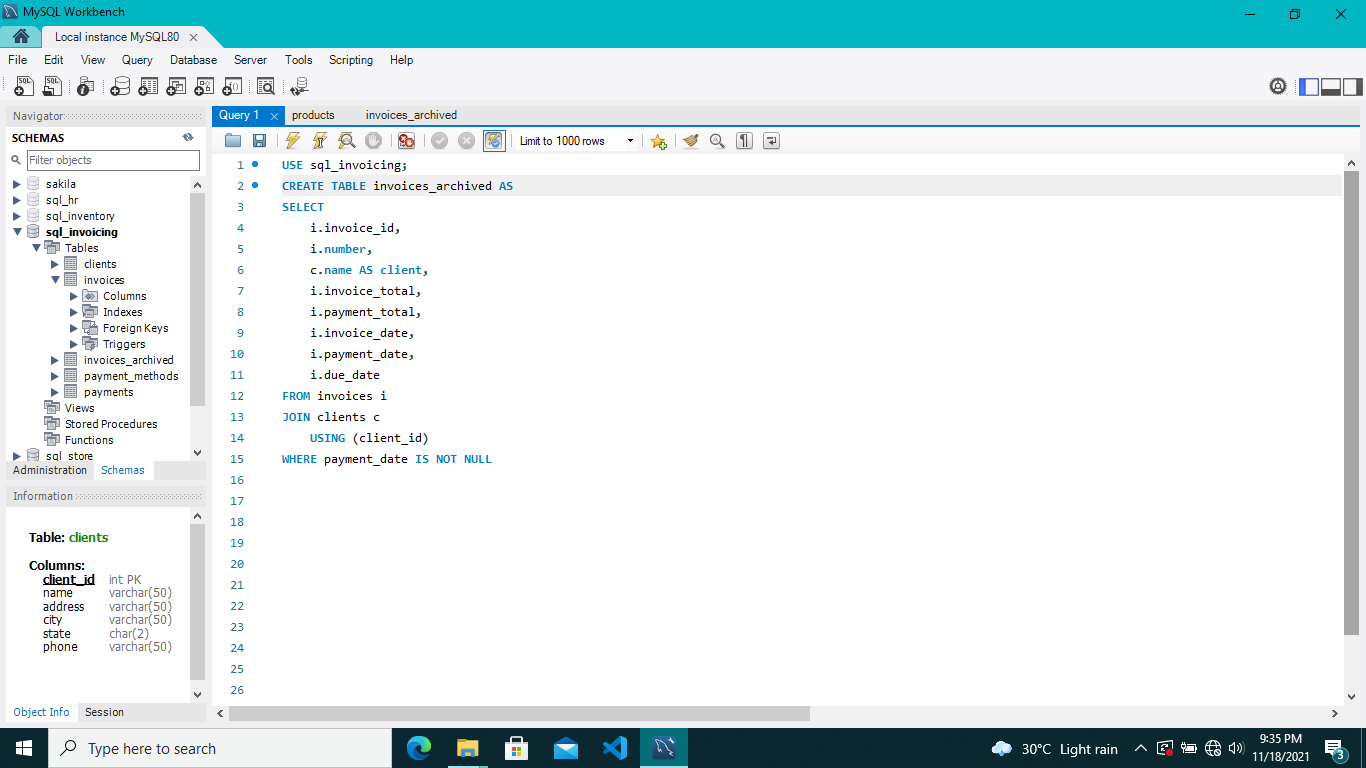 MySQL Workbench
Local instance MySQL80
File Edit View Query Database Server Tools Scripting Help
Navigator
SCHEMAS
Filter objects
sakila
sql_hr
sql_inventory
sql_invoicing
Tables
clients
invoices
Columns
Indexes
Foreign Keys
Triggers
invoices_archived
payment_methods
payments
Views
Stored Procedures
Functions
sql_store
Administration Schemas
Information
Table: clients
Columns:
client_id int PK
name varchar(50)
address varchar(50)
city varchar(50)
state char(2)
phone varchar(50)
Object Info Session
Query 1 products invoices_archived
Limit to 1000 rows
1 USE sql_invoicing;
2 CREATE TABLE invoices_archived AS
3 SELECT
4 i.invoice_id,
5 i.number,
6 c.name AS client,
7 i.invoice_total,
8 i.payment_total,
9 i.invoice_date,
10 i.payment_date,
11 i.due_date
12 FROM invoices i
13 JOIN clients c
14 USING (client_id)
15 WHERE payment_date IS NOT NULL
16
17
18
19
20
21
22
23
24
25
26
Type here to search
30°C Light rain
9:35 PM
11/18/2021
3